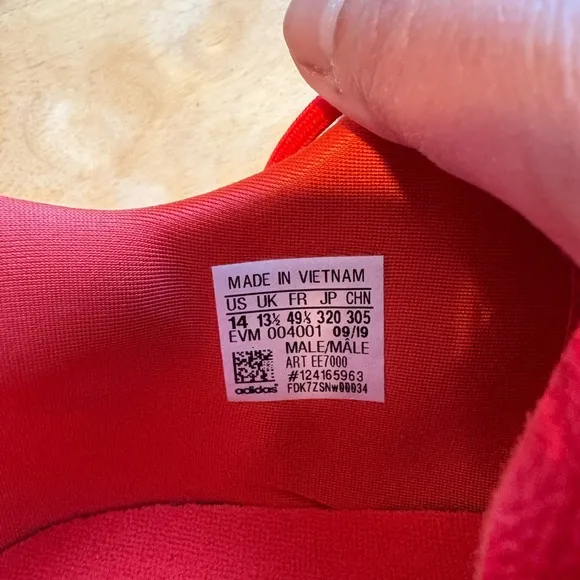 MADE IN VIETNAM
US UK FR JP CHN
14 13½ 49⅓ 320 305
EVM 004001 09/19
MALE/MÂLE
ART EE7000
#124165963
adidas FDK7ZSNW00034